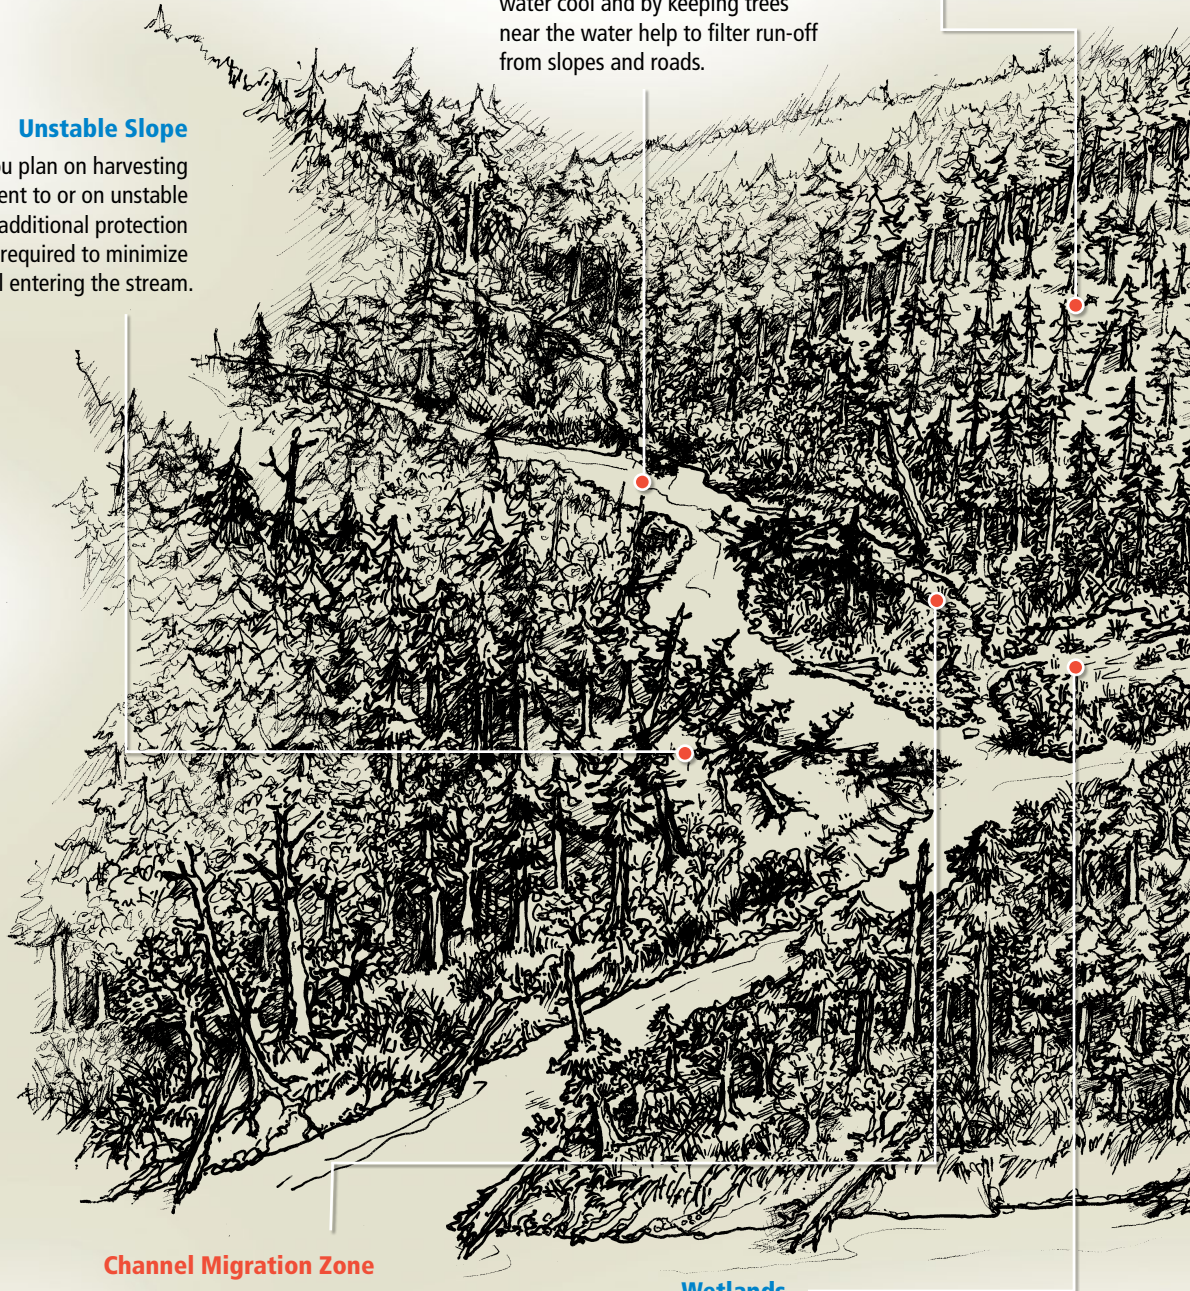 water cool and by keeping trees
near the water help to filter run-off
from slopes and roads.
Unstable Slope
plan on harvesting
to or on unstable
additional protection
required to minimize
entering the stream.
Channel Migration Zone
Wetlands